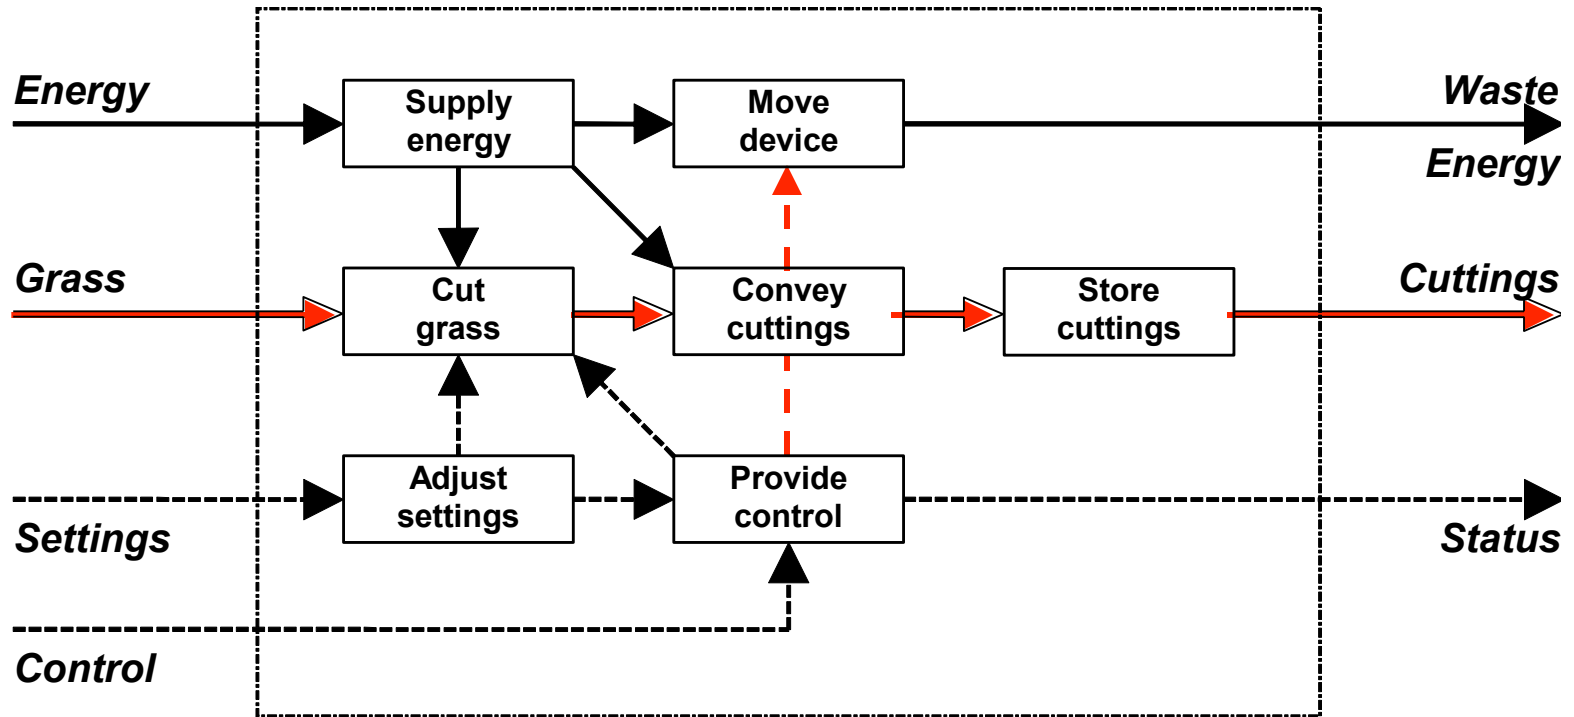 Energy
Supply
energy
Move
device
Waste
Energy
Grass
Cut
grass
Convey
cuttings
Store
cuttings
Cuttings
Settings
Adjust
settings
Provide
control
Status
Control